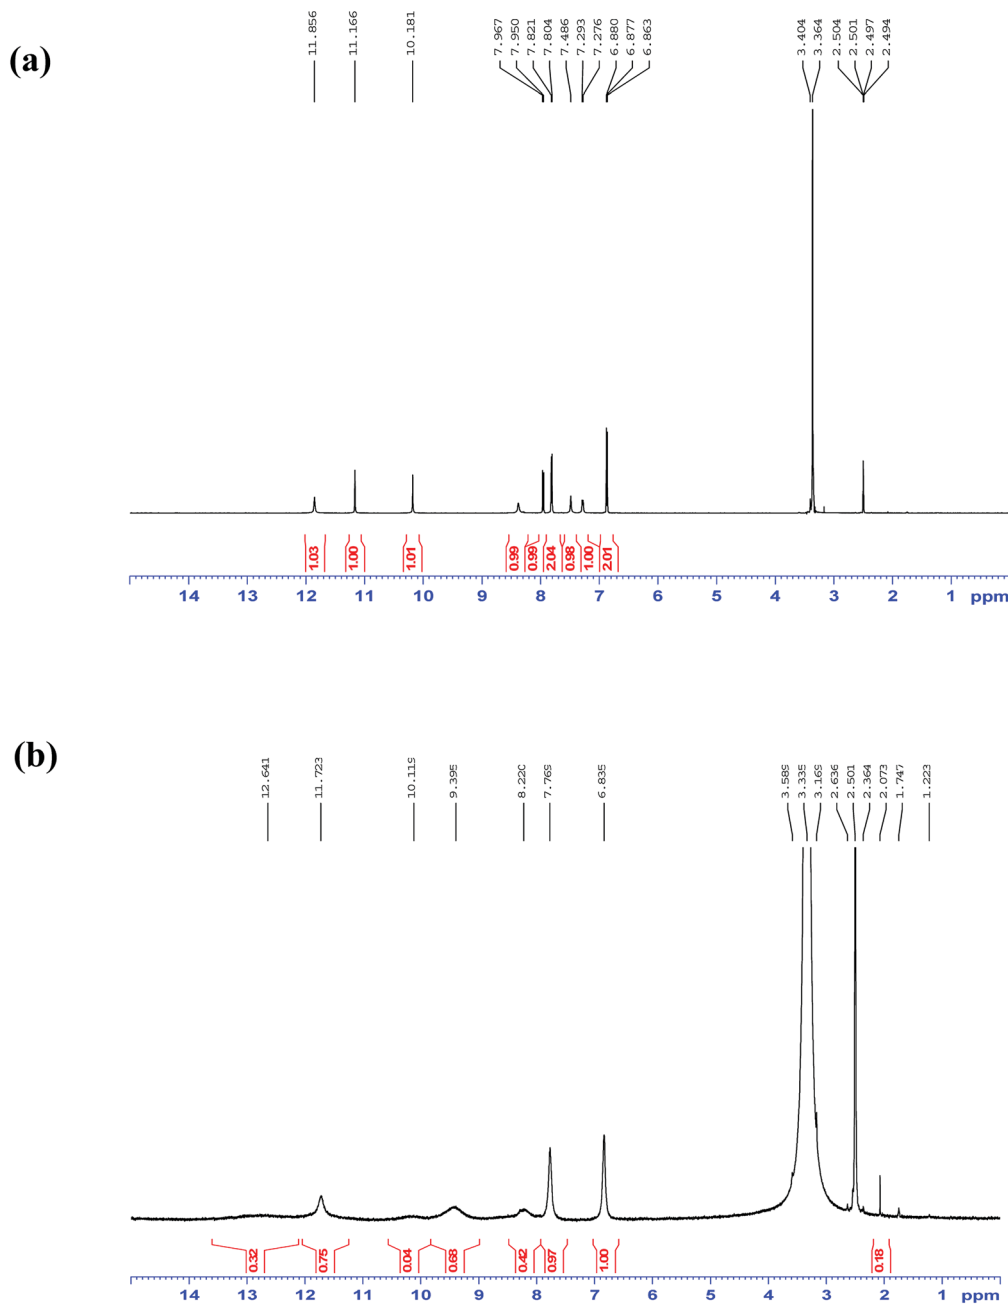 (a)
11.856 11.166 10.181 7.967 7.950 7.821 7.804 7.486 7.293 7.276 6.880 6.877 6.863 3.404 3.364 2.504 2.501 2.497 2.494
1.03 1.00 1.01 0.99 0.99 2.04 0.98 1.00 2.01
14 13 12 11 10 9 8 7 6 5 4 3 2 1 ppm
(b)
12.641 11.723 10.119 9.395 8.220 7.769 6.835 3.589 3.335 3.169 2.636 2.501 2.364 2.073 1.747 1.223
0.32 0.75 0.04 0.68 0.42 0.97 1.00 0.18
14 13 12 11 10 9 8 7 6 5 4 3 2 1 ppm